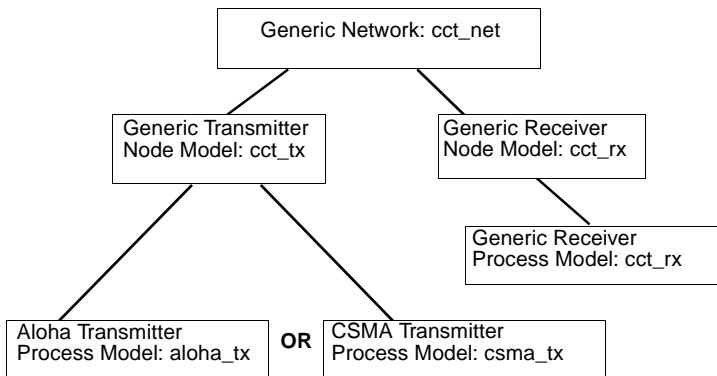 Generic Network: cct_net
Generic Transmitter
Node Model: cct_tx
Generic Receiver
Node Model: cct_rx
Generic Receiver
Process Model: cct_rx
Aloha Transmitter
Process Model: aloha_tx
OR
CSMA Transmitter
Process Model: csma_tx